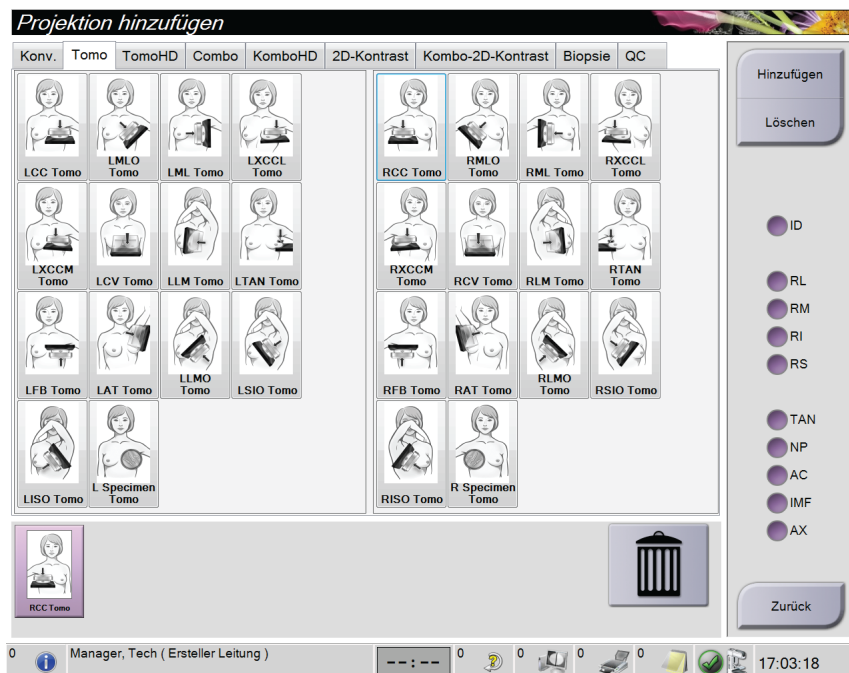 Projektion hinzufügen
Konv. Tomo TomoHD Combo KomboHD 2D-Kontrast Kombo-2D-Kontrast Biopsie QC
LCC Tomo
LMLO
Tomo
LML Tomo
LXCCL
Tomo
RCC Tomo
RMLO
Tomo
RML Tomo
RXCCL
Tomo
LXCCM
Tomo
LCV Tomo
LLM Tomo
LTAN Tomo
RXCCM
Tomo
RCV Tomo
RLM Tomo
RTAN
Tomo
LFB Tomo
LAT Tomo
LLMO
Tomo
LSIO Tomo
RFB Tomo
RAT Tomo
RLMO
Tomo
RSIO Tomo
LISO Tomo
L Specimen
Tomo
RISO Tomo
R Specimen
Tomo
RCC Tomo
Hinzufügen
Löschen
ID
RL
RM
RI
RS
TAN
NP
AC
IMF
AX
Zurück
0 Manager, Tech ( Ersteller Leitung ) --:-- 0 0 0 0 17:03:18